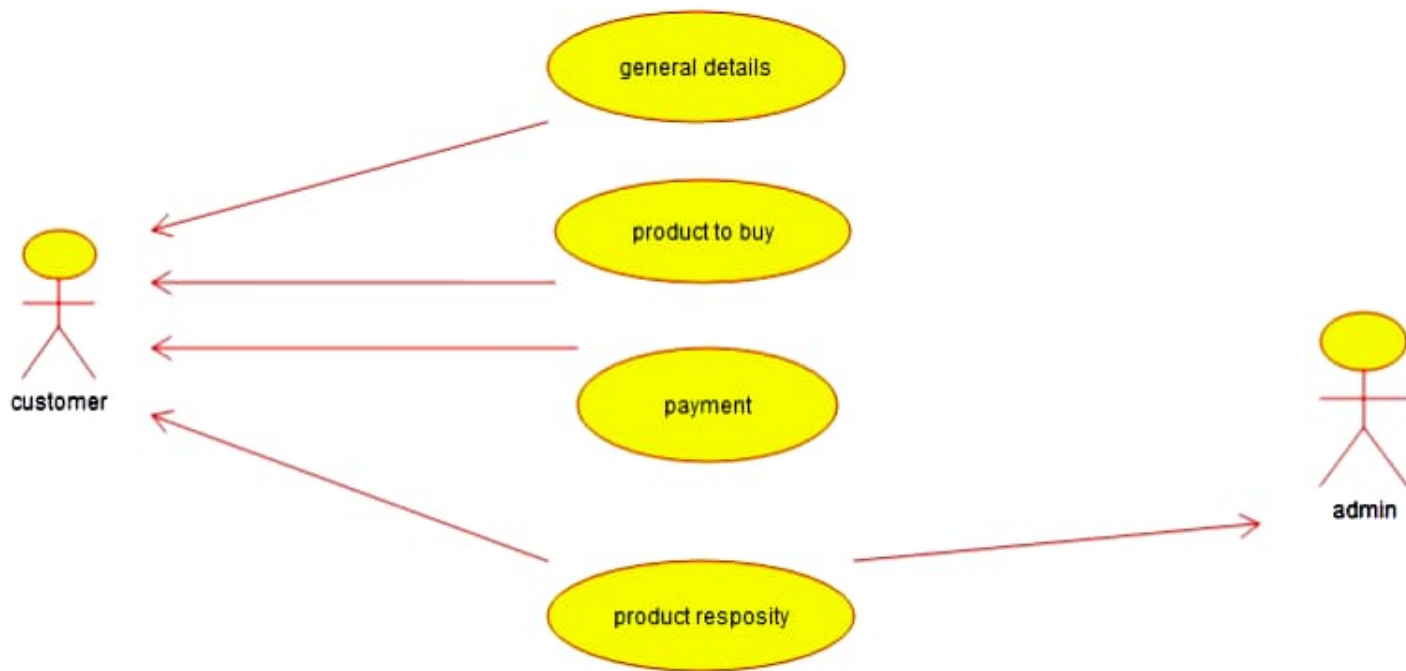 general details
product to buy
customer
payment
admin
product resposity